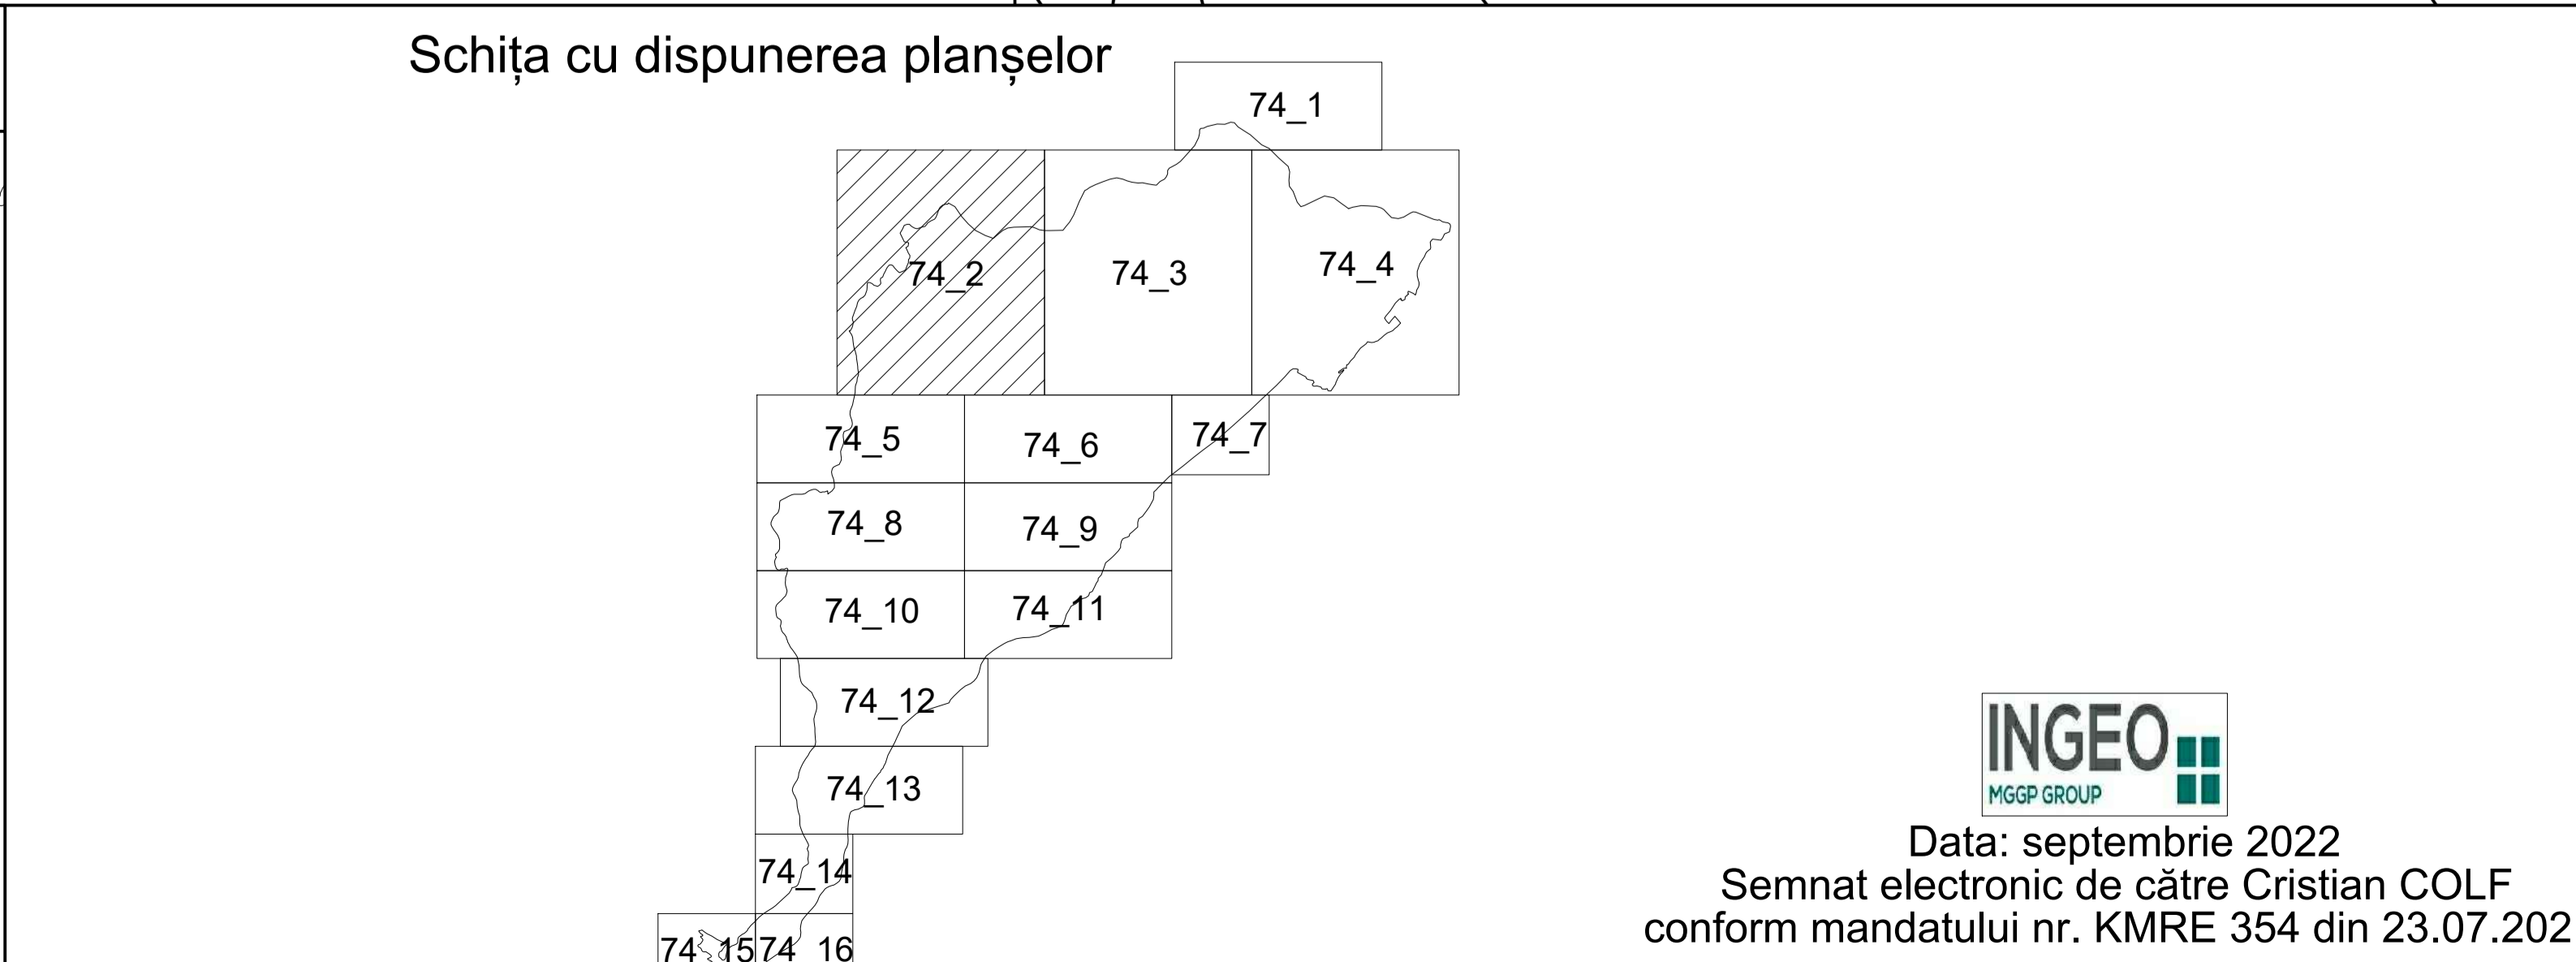 Schița cu dispunerea planșelor
74_1
74_2
74_3
74_4
74_5
74_6
74_7
74_8
74_9
74_10
74_11
74_12
74_13
74_14
74_15
74_16
INGEO
MGGP GROUP
Data: septembrie 2022
Semnat electronic de către Cristian COLF
conform mandatului nr. KMRE 354 din 23.07.202